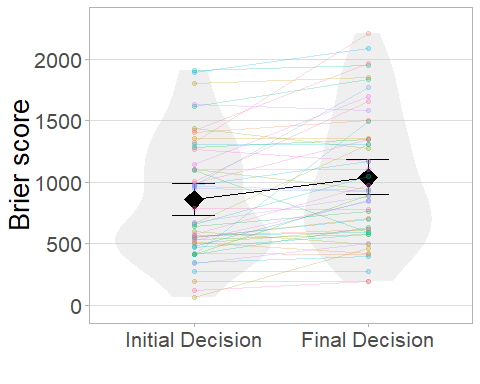 Brier score
2000
1500
1000
500
0
Initial Decision
Final Decision